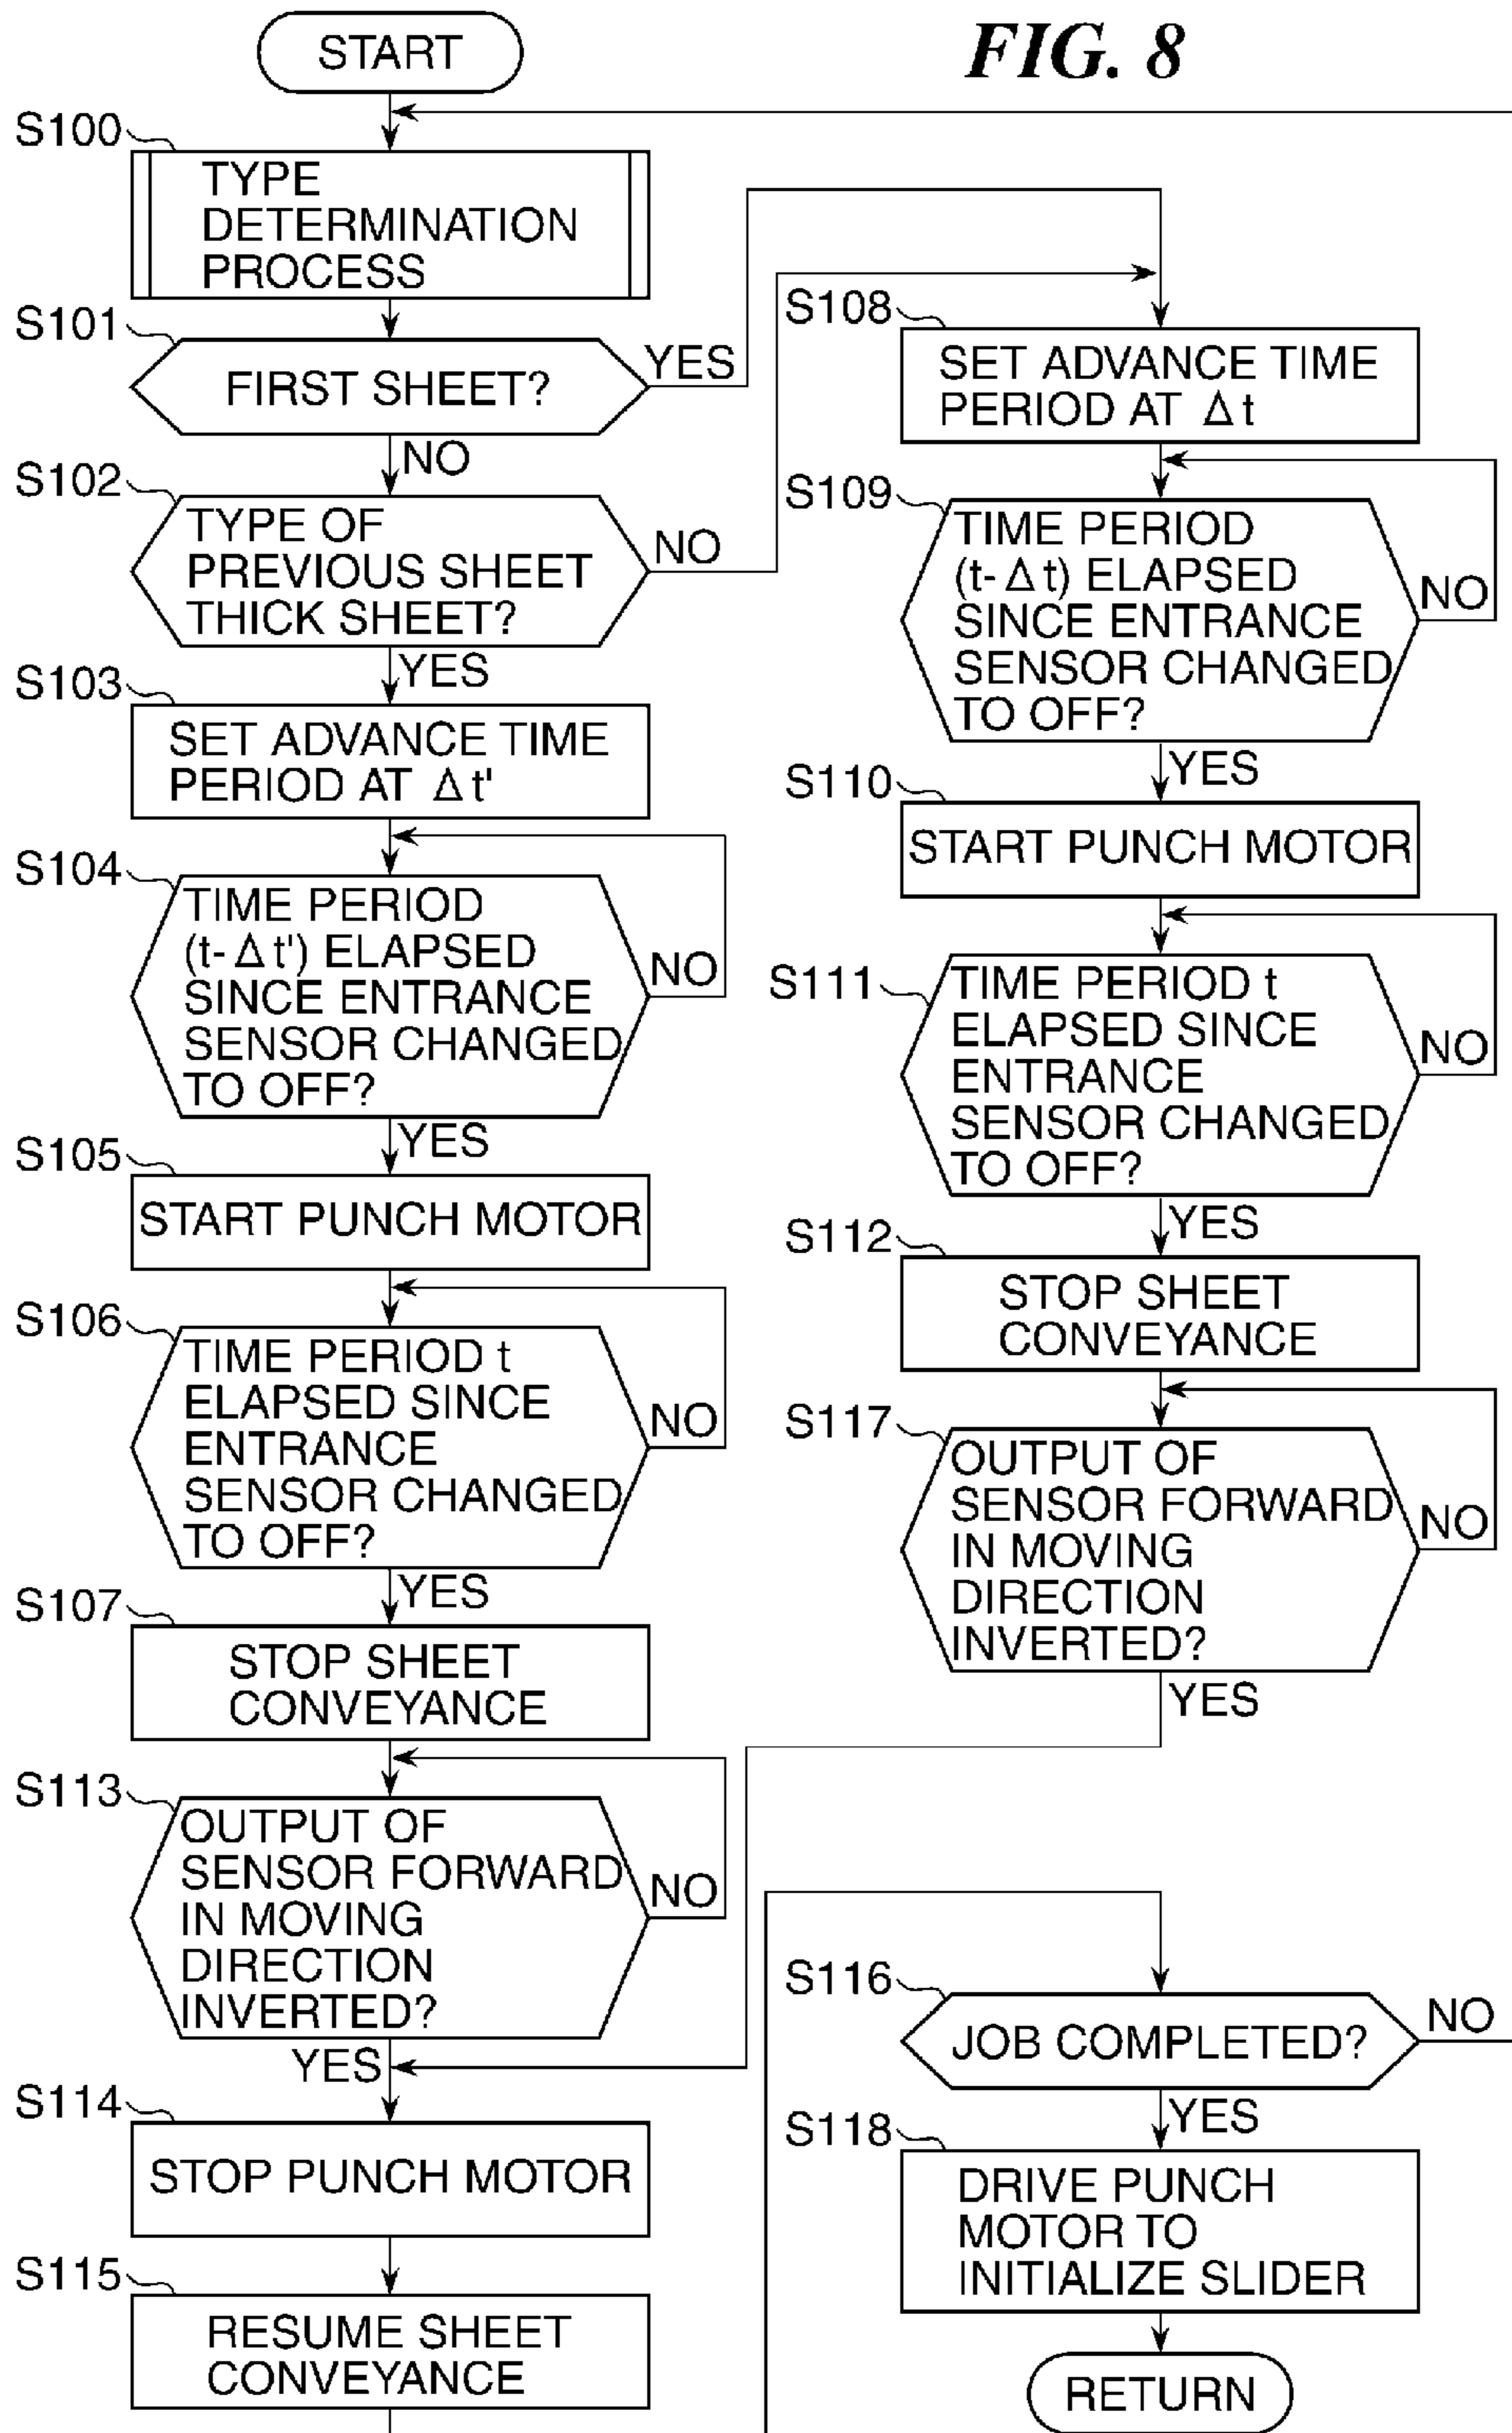 FIG. 8
START
S100
TYPE
DETERMINATION
PROCESS
S101
FIRST SHEET?
YES
NO
S102
TYPE OF
PREVIOUS SHEET
THICK SHEET?
NO
YES
S103
SET ADVANCE TIME
PERIOD AT Δt'
S104
TIME PERIOD
(t-Δt') ELAPSED
SINCE ENTRANCE
SENSOR CHANGED
TO OFF?
NO
YES
S105
START PUNCH MOTOR
S106
TIME PERIOD t
ELAPSED SINCE
ENTRANCE
SENSOR CHANGED
TO OFF?
NO
YES
S107
STOP SHEET
CONVEYANCE
S113
OUTPUT OF
SENSOR FORWARD
IN MOVING
DIRECTION
INVERTED?
NO
YES
S114
STOP PUNCH MOTOR
S115
RESUME SHEET
CONVEYANCE
S108
SET ADVANCE TIME
PERIOD AT Δt
S109
TIME PERIOD
(t-Δt) ELAPSED
SINCE ENTRANCE
SENSOR CHANGED
TO OFF?
NO
YES
S110
START PUNCH MOTOR
S111
TIME PERIOD t
ELAPSED SINCE
ENTRANCE
SENSOR CHANGED
TO OFF?
NO
YES
S112
STOP SHEET
CONVEYANCE
S117
OUTPUT OF
SENSOR FORWARD
IN MOVING
DIRECTION
INVERTED?
NO
YES
S116
JOB COMPLETED?
NO
YES
S118
DRIVE PUNCH
MOTOR TO
INITIALIZE SLIDER
RETURN